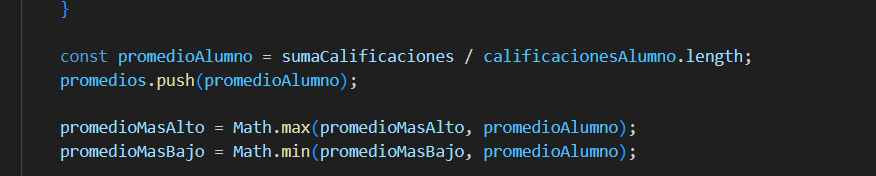 }
const promedioAlumno = sumaCalificaciones / calificacionesAlumno.length;
promedios.push(promedioAlumno);
promedioMasAlto = Math.max(promedioMasAlto, promedioAlumno);
promedioMasBajo = Math.min(promedioMasBajo, promedioAlumno);